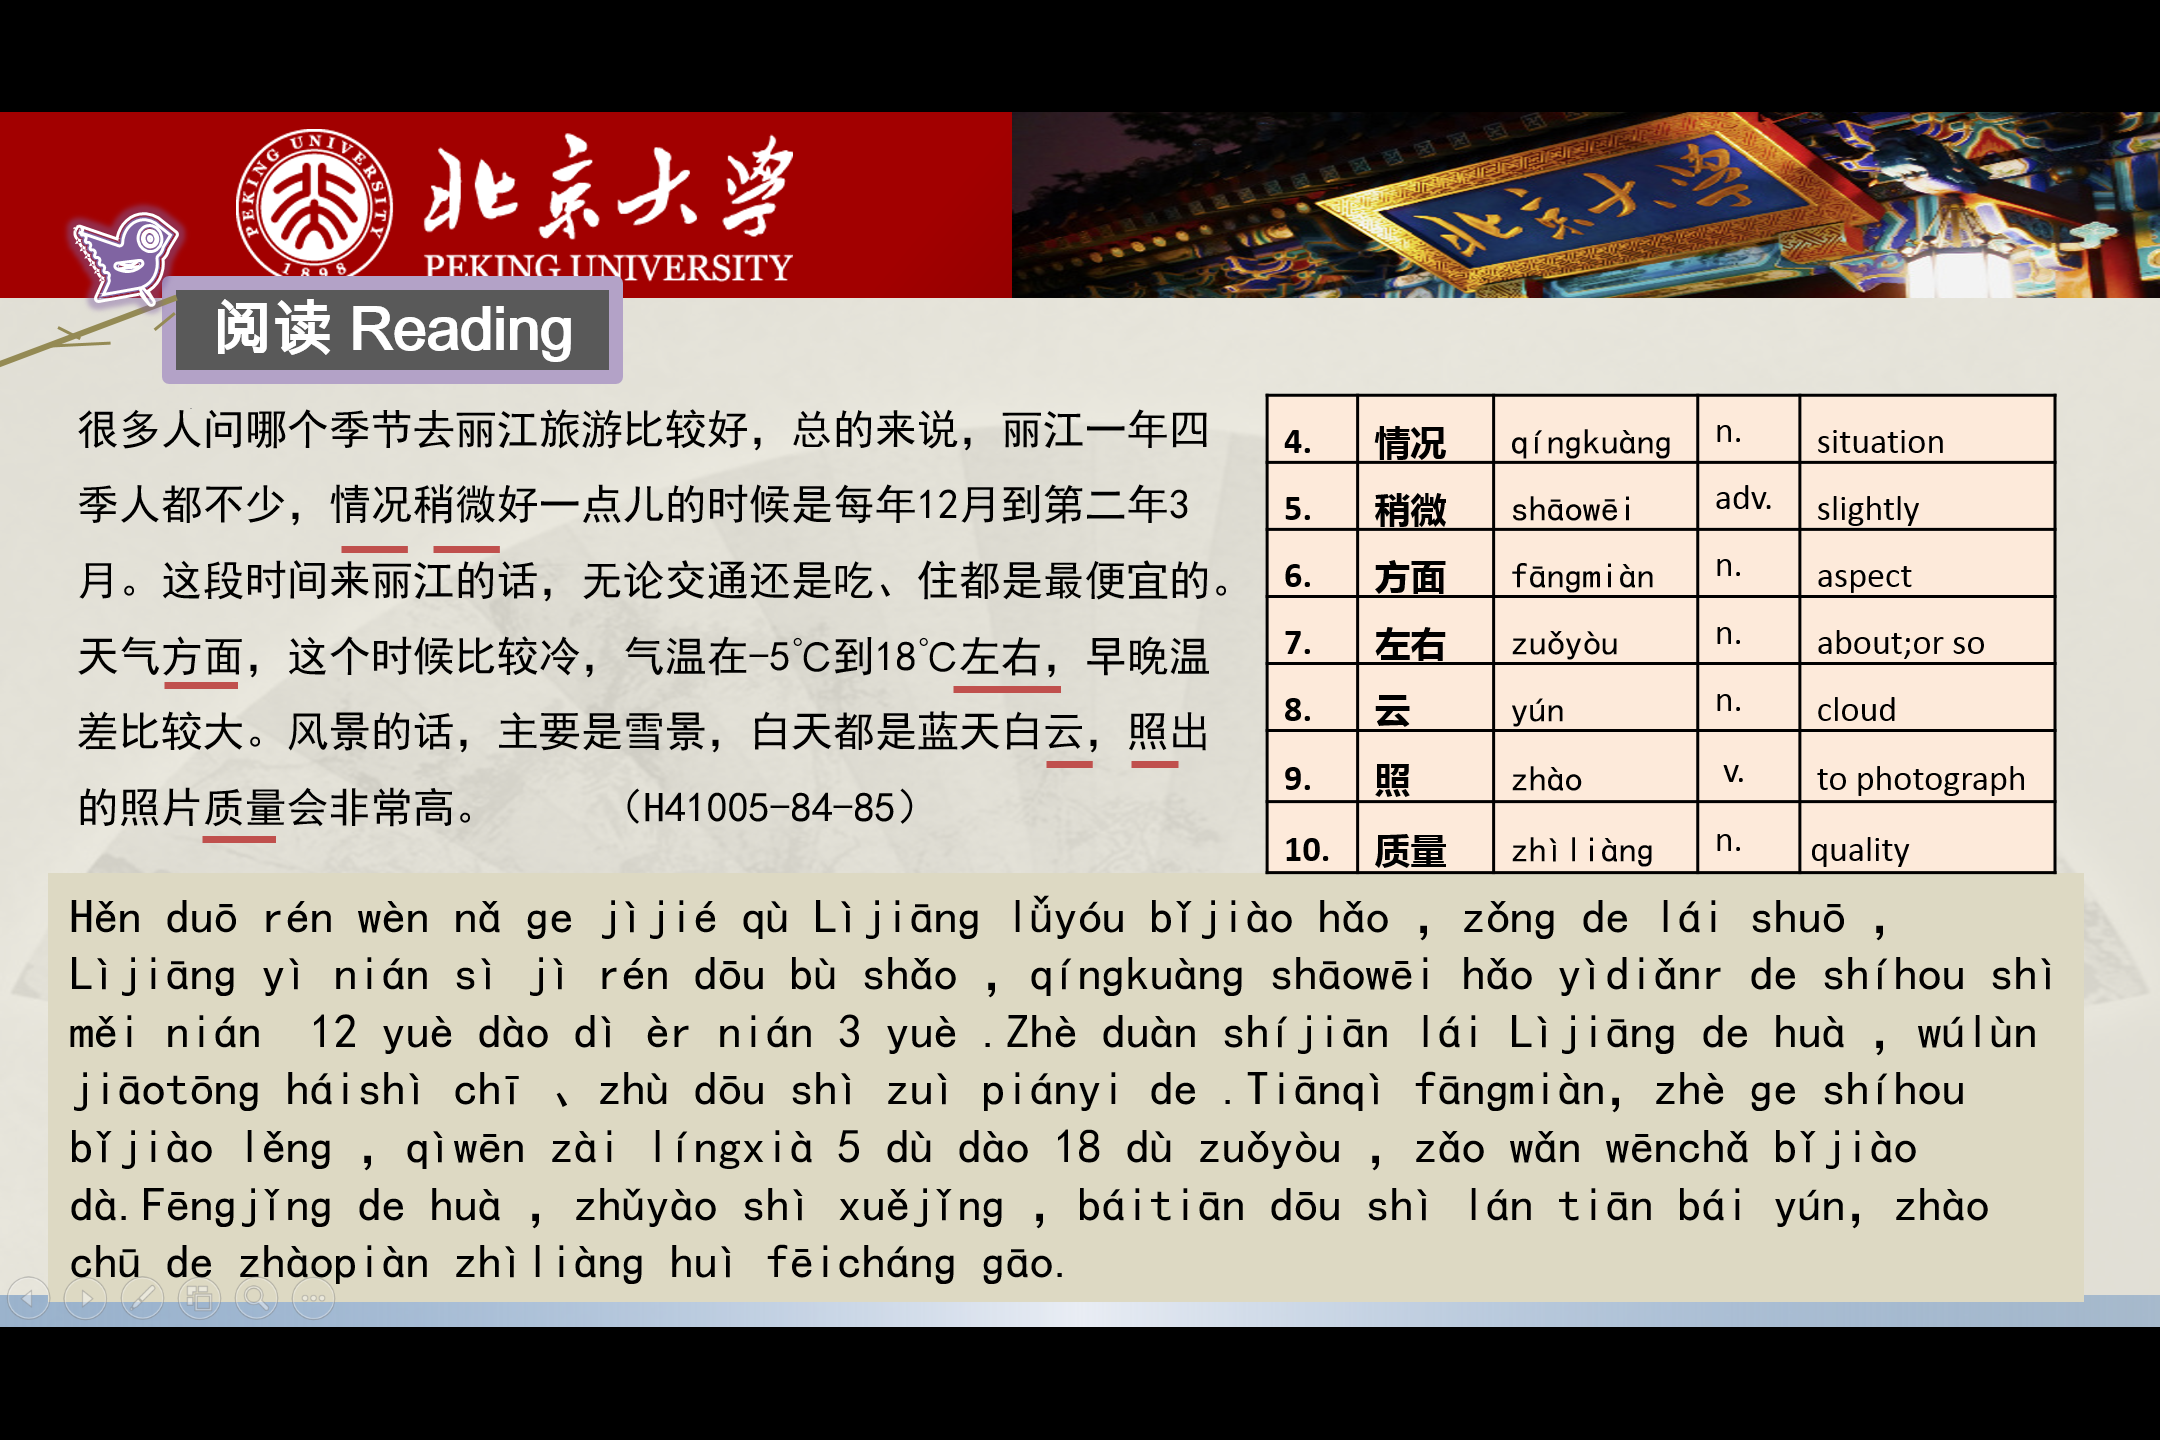 PEKING UNIVERSITY
1898
北京大学
PEKING UNIVERSITY
北京大学
阅读 Reading
很多人问哪个季节去丽江旅游比较好，总的来说，丽江一年四
季人都不少，情况稍微好一点儿的时候是每年12月到第二年3
月。这段时间来丽江的话，无论交通还是吃、住都是最便宜的。
天气方面，这个时候比较冷，气温在-5℃到18℃左右，早晚温
差比较大。风景的话，主要是雪景，白天都是蓝天白云，照出
的照片质量会非常高。 （H41005-84-85）
4. 情况 qíngkuàng n. situation
5. 稍微 shāowēi adv. slightly
6. 方面 fāngmiàn n. aspect
7. 左右 zuǒyòu n. about;or so
8. 云 yún n. cloud
9. 照 zhào v. to photograph
10. 质量 zhìliàng n. quality
Hěn duō rén wèn nǎ ge jìjié qù Lìjiāng lǚyóu bǐjiào hǎo ，zǒng de lái shuō ，
Lìjiāng yì nián sì jì rén dōu bù shǎo ，qíngkuàng shāowēi hǎo yìdiǎnr de shíhou shì
měi nián 12 yuè dào dì èr nián 3 yuè .Zhè duàn shíjiān lái Lìjiāng de huà ，wúlùn
jiāotōng háishì chī 、zhù dōu shì zuì piányi de .Tiānqì fāngmiàn，zhè ge shíhou
bǐjiào lěng ，qìwēn zài língxià 5 dù dào 18 dù zuǒyòu ，zǎo wǎn wēnchǎ bǐjiào
dà.Fēngjǐng de huà ，zhǔyào shì xuějǐng ，báitiān dōu shì lán tiān bái yún，zhào
chū de zhàopiàn zhìliàng huì fēicháng gāo.